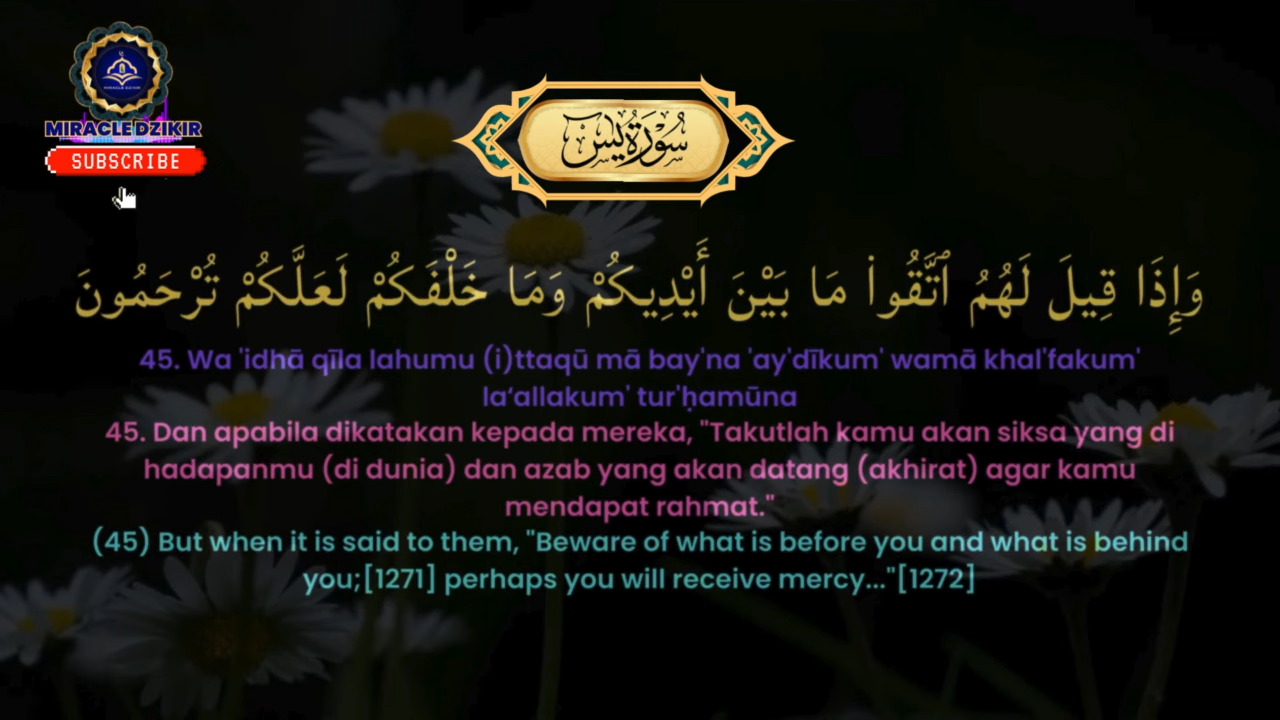 MIRACLE DZIKIR
MIRACLEDZIKIR
SUBSCRIBE
سُوْرَةُ يٰسٓ
وَإِذَا قِيلَ لَهُمُ ٱتَّقُوا۟ مَا بَيْنَ أَيْدِيكُمْ وَمَا خَلْفَكُمْ لَعَلَّكُمْ تُرْحَمُونَ
45. Wa 'idhā qīla lahumu (i)ttaqū mā bay'na 'ay'dīkum' wamā khal'fakum'
la‘allakum' tur'ḥamūna
45. Dan apabila dikatakan kepada mereka, "Takutlah kamu akan siksa yang di
hadapanmu (di dunia) dan azab yang akan datang (akhirat) agar kamu
mendapat rahmat."
(45) But when it is said to them, "Beware of what is before you and what is behind
you;[1271] perhaps you will receive mercy..."[1272]